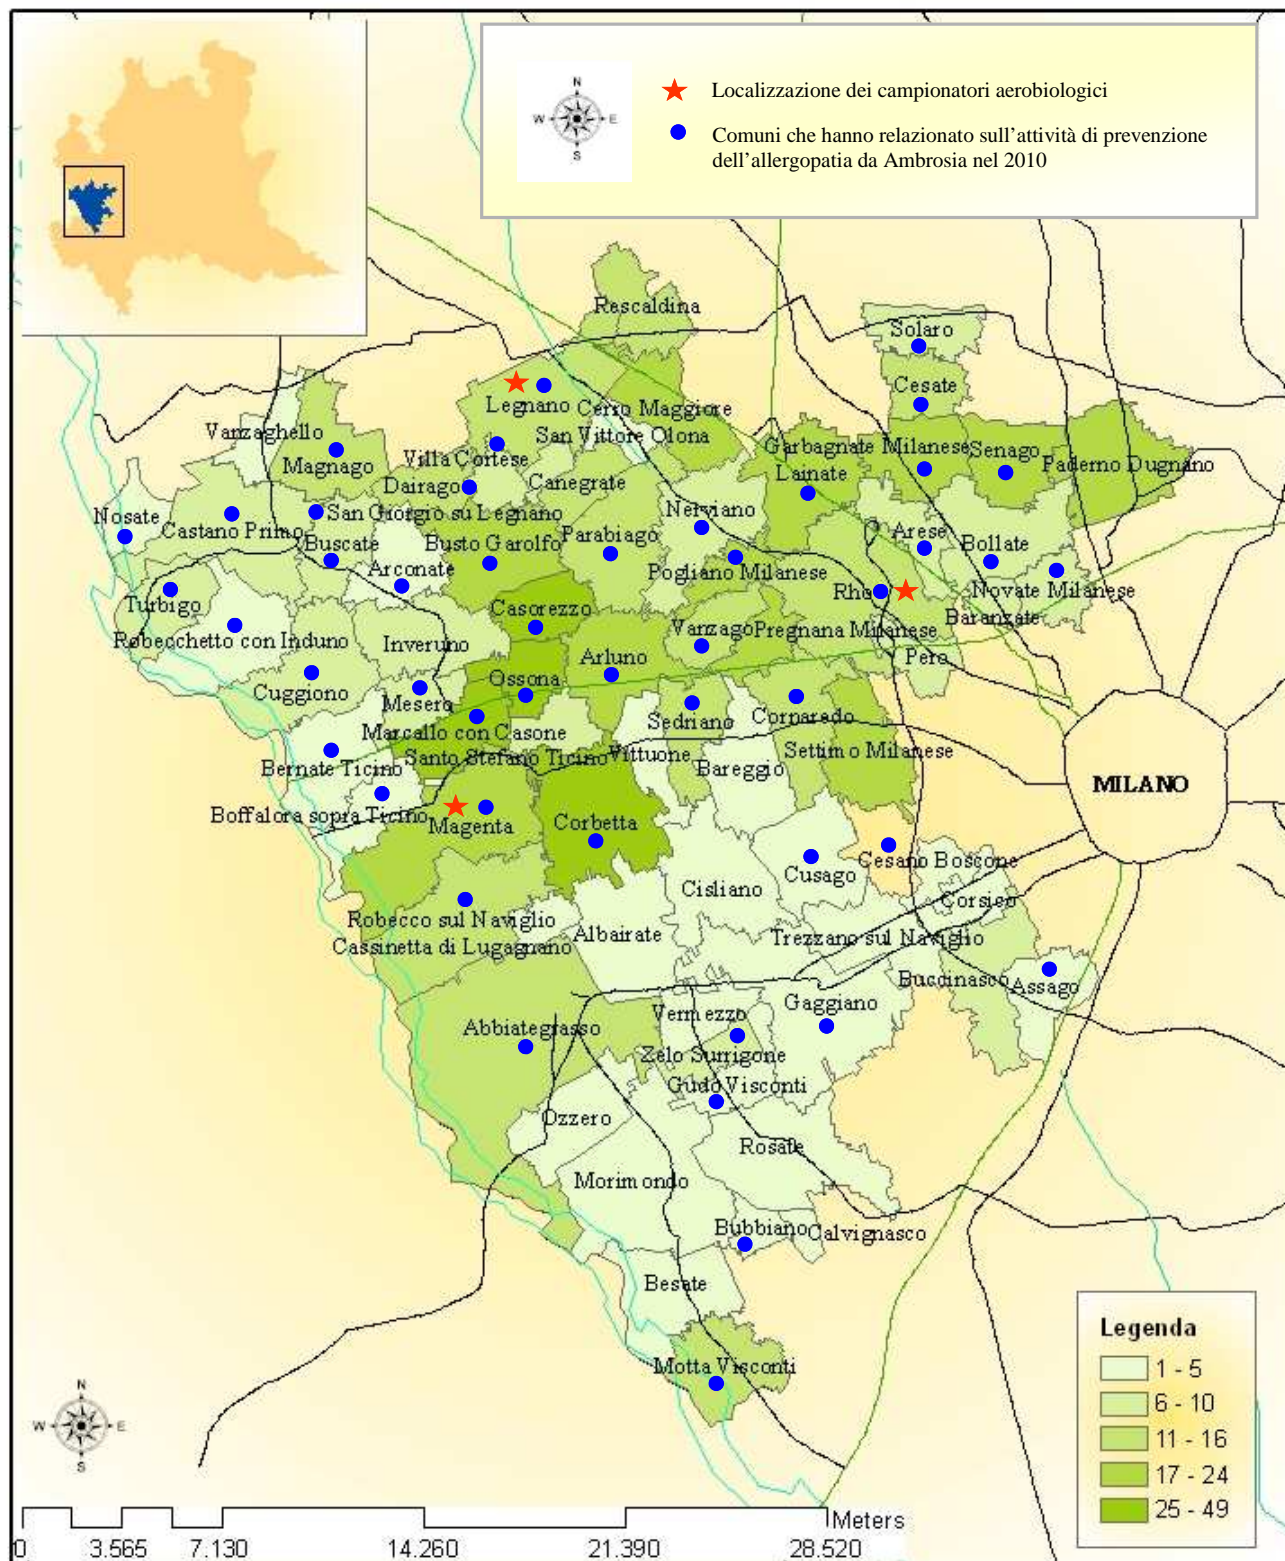 N
W E
S
Localizzazione dei campionatori aerobiologici
Comuni che hanno relazionato sull'attività di prevenzione
dell'allergopatia da Ambrosia nel 2010
Rescaldina
Solaro
Cesate
Legnano
Cerro Maggiore
San Vittore Olona
Vanzaghello
Magnago
Villa Cortese
Dairago
Canegrate
Garbagnate Milanese
Lainate
Senago
Paderno Dugnano
Nosate
Castano Primo
San Giorgio su Legnano
Buscate
Arconate
Busto Garolfo
Parabiago
Nerviano
Pogliano Milanese
Arese
Bollate
Novate Milanese
Baranzate
Rho
Turbigo
Robecchetto con Induno
Casorezzo
Inveruno
Vanzago
Pregnana Milanese
Pero
Cuggiono
Mesero
Ossona
Arluno
Sedriano
Cornaredo
Marcallo con Casone
Santo Stefano Ticino
Vittuone
Bareggio
Settimo Milanese
Bernate Ticino
Boffalora sopra Ticino
MILANO
Magenta
Corbetta
Cisliano
Cusago
Cesano Boscone
Corsico
Robecco sul Naviglio
Cassinetta di Lugagnano
Albairate
Trezzano sul Naviglio
Buccinasco
Assago
Abbiategrasso
Vermezzo
Gaggiano
Zelo Surrigone
Gudo Visconti
Ozzero
Rosate
Morimondo
Bubbiano
Calvignasco
Besate
Motta Visconti
Legenda
1 - 5
6 - 10
11 - 16
17 - 24
25 - 49
N
W E
S
Meters
0 3.565 7.130 14.260 21.390 28.520